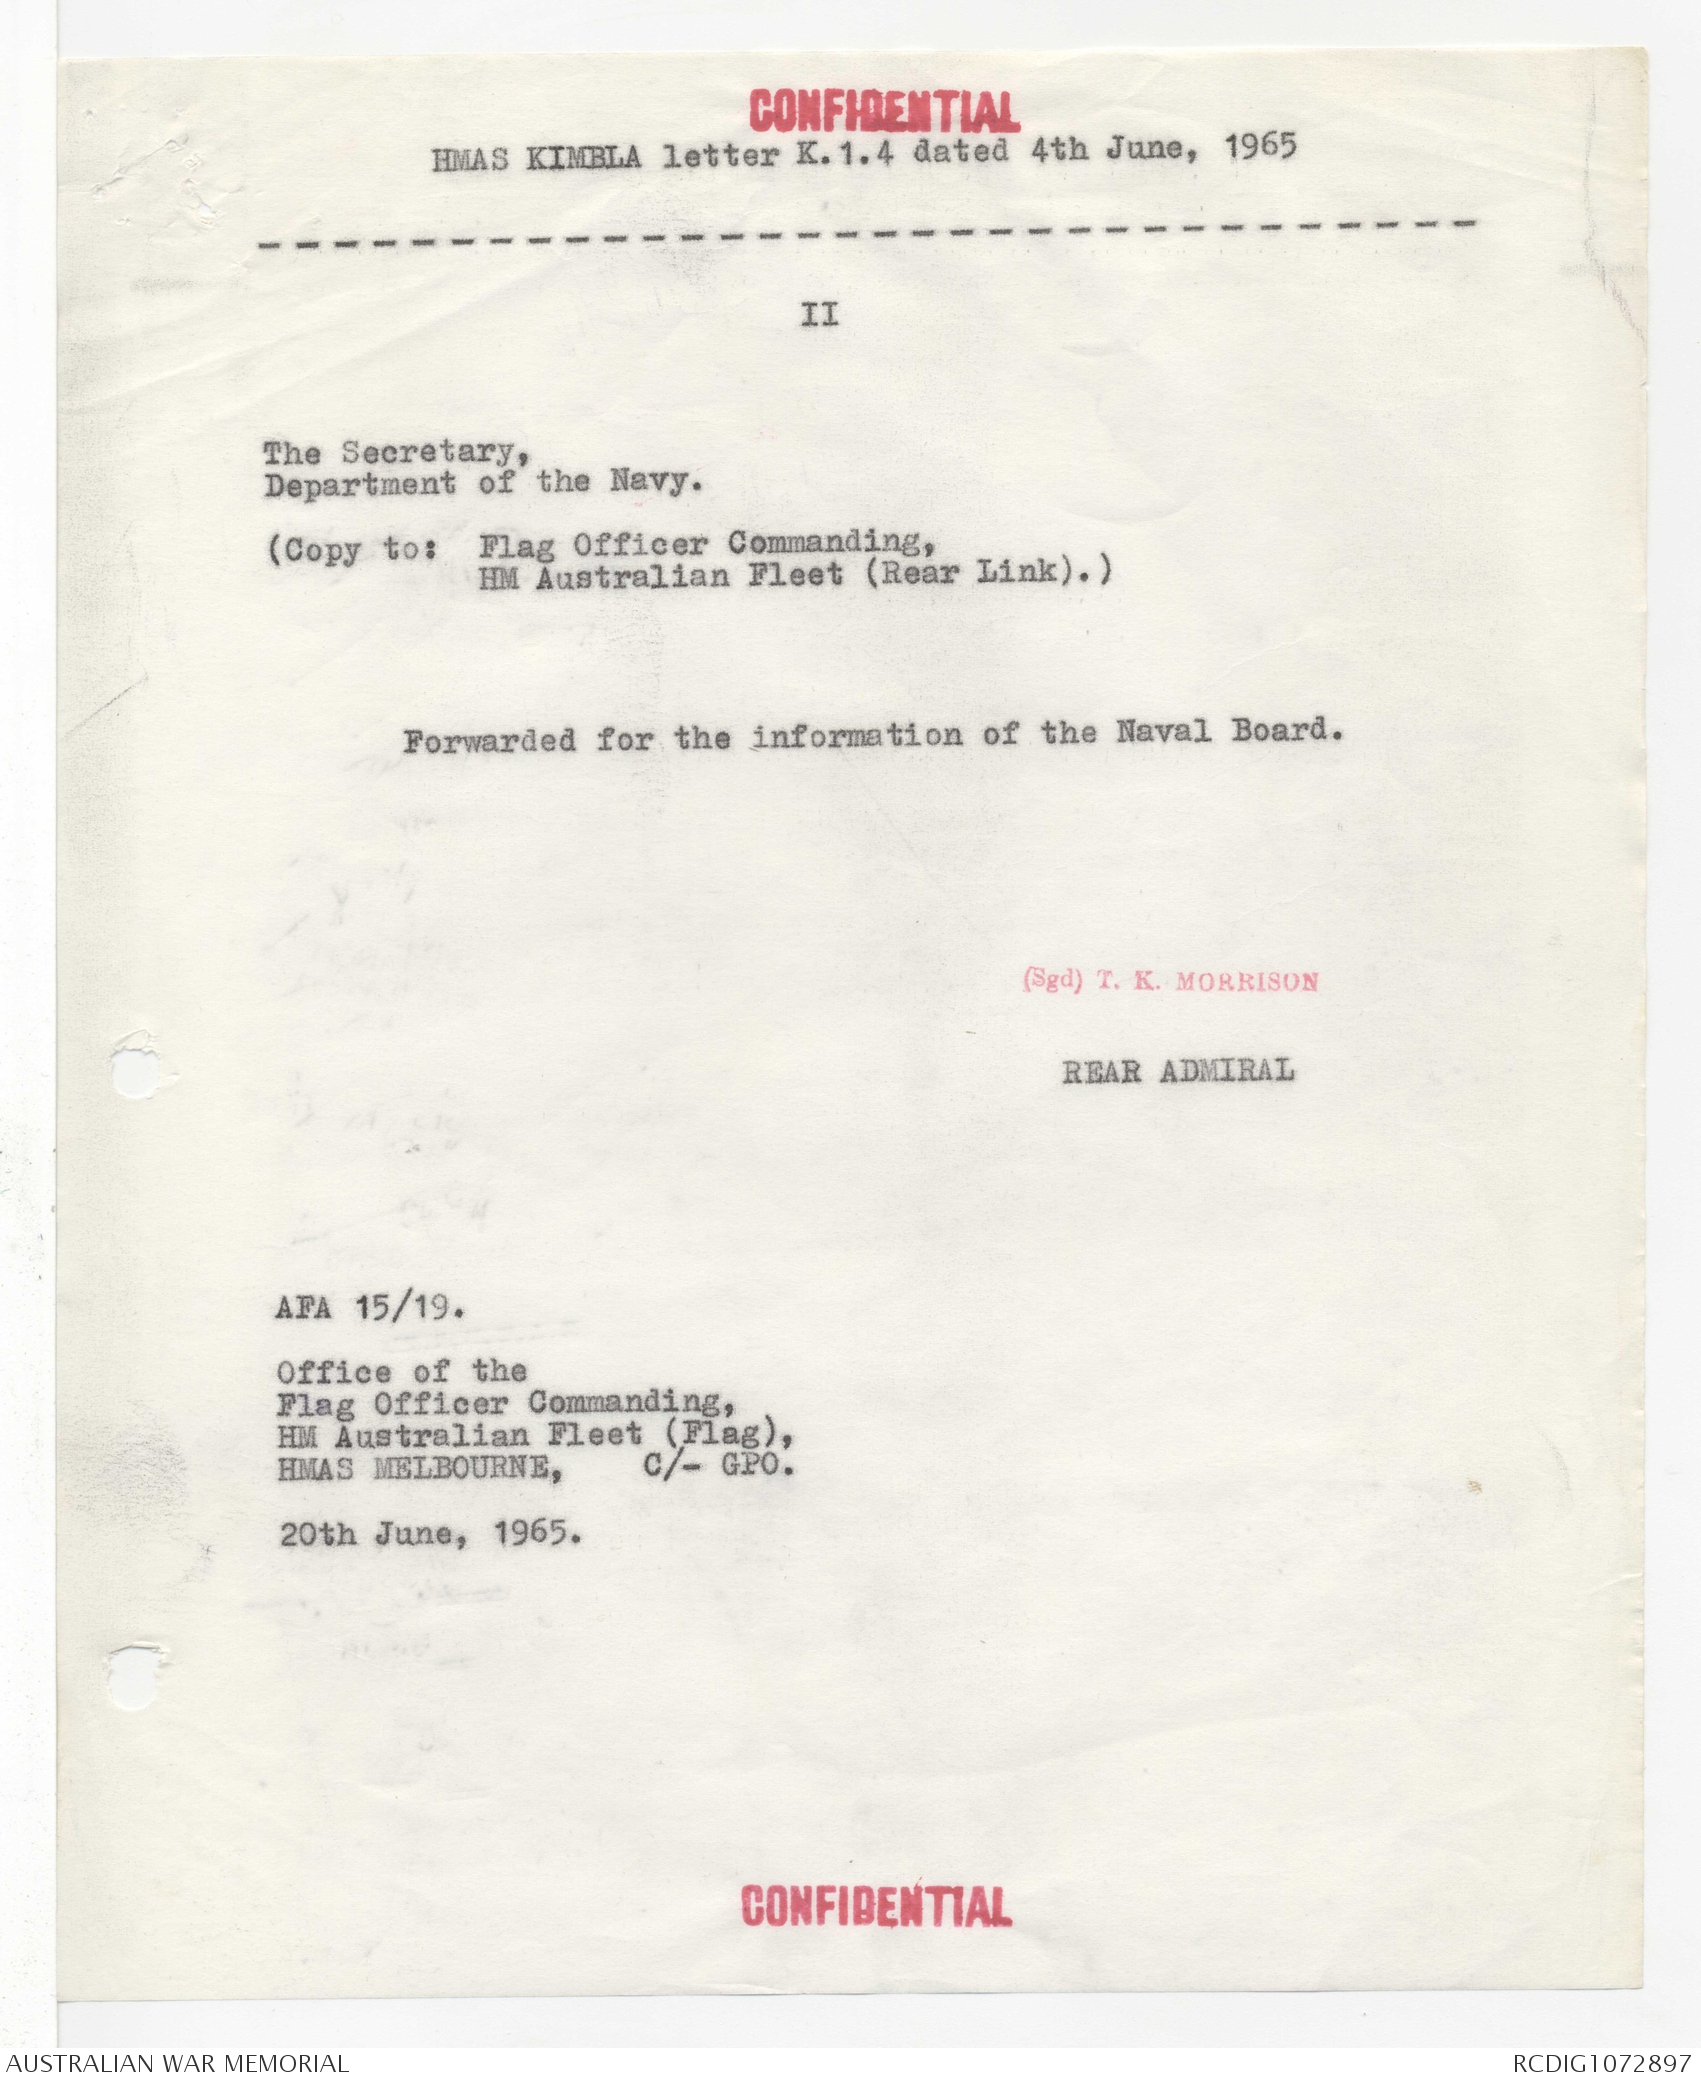 CONFIDENTIAL
HMAS KIMBLA letter K.1.4 dated 4th June, 1965
--------------------------------
II
The Secretary,
Department of the Navy.
(Copy to: Flag Officer Commanding,
HM Australian Fleet (Rear Link).)
Forwarded for the information of the Naval Board.
(Sgd) T. K. MORRISON
REAR ADMIRAL
AFA 15/19.
Office of the
Flag Officer Commanding,
HM Australian Fleet (Flag),
HMAS MELBOURNE, C/- GPO.
20th June, 1965.
CONFIDENTIAL
AUSTRALIAN WAR MEMORIAL
RCDIG1072897